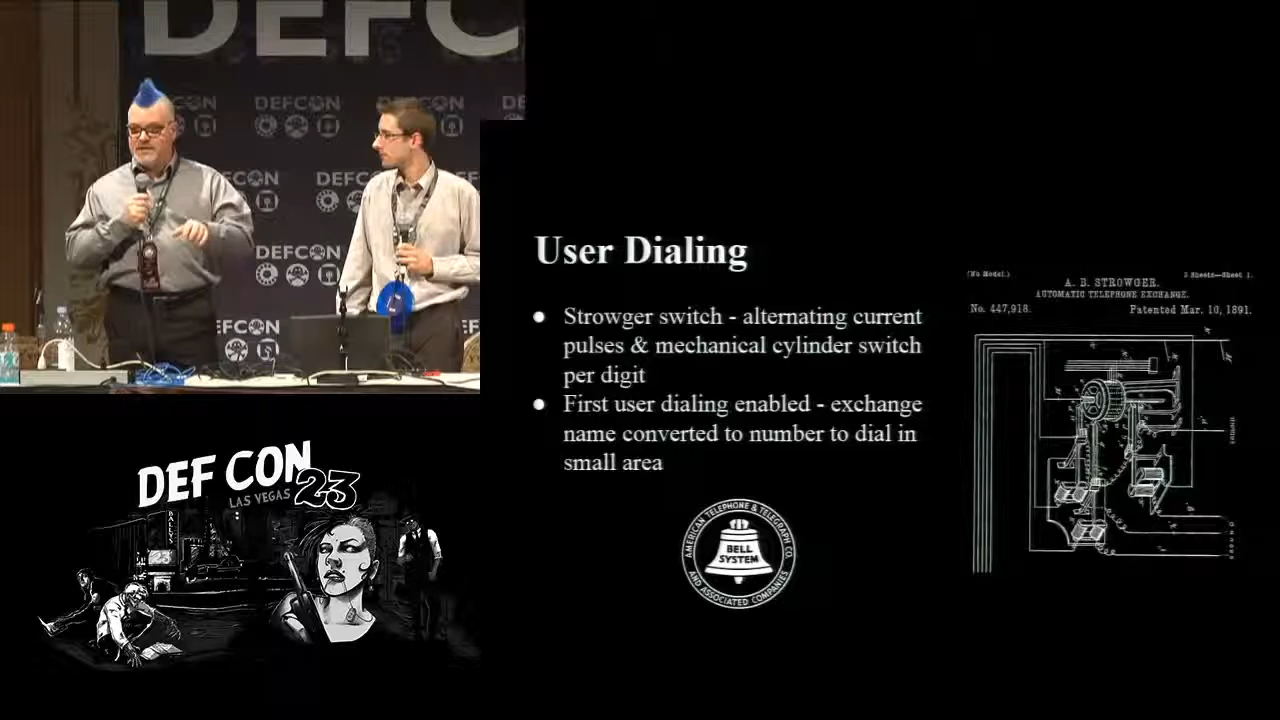 DEFC
DEFCON
DEFCON
DEFCON
DEFCON
DEFCON
User Dialing
● Strowger switch - alternating current
pulses & mechanical cylinder switch
per digit
● First user dialing enabled - exchange
name converted to number to dial in
small area
AMERICAN TELEPHONE & TELEGRAPH CO.
BELL
SYSTEM
AND ASSOCIATED COMPANIES
(No Model.)
3 Sheets—Sheet 1.
A. B. STROWGER.
AUTOMATIC TELEPHONE EXCHANGE.
No. 447,918.
Patented Mar. 10, 1891.
DEF CON
LAS VEGAS 23
BALLYS